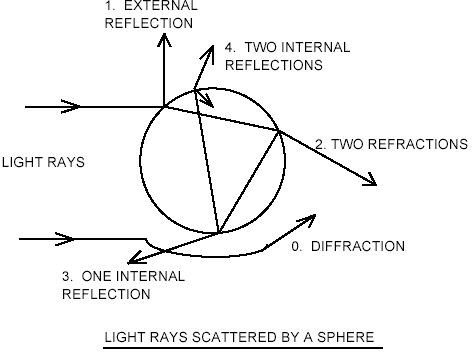 1. EXTERNAL
REFLECTION
4. TWO INTERNAL
REFLECTIONS
2. TWO REFRACTIONS
LIGHT RAYS
0. DIFFRACTION
3. ONE INTERNAL
REFLECTION
LIGHT RAYS SCATTERED BY A SPHERE